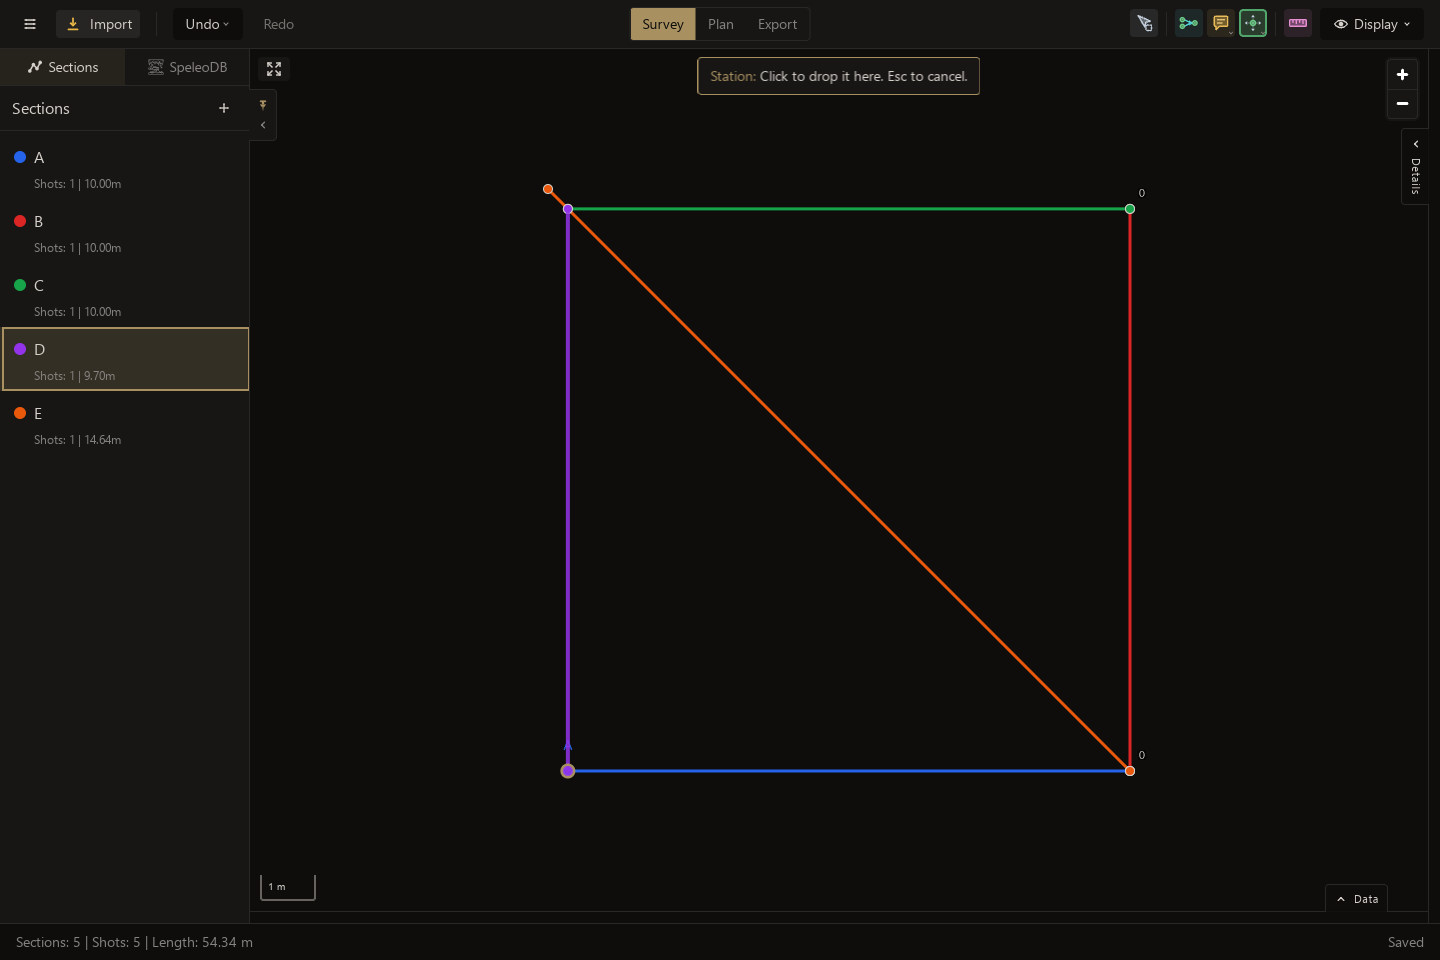 Import
Undo
Redo
Survey
Plan
Export
Display
Sections
SpeleoDB
Station: Click to drop it here. Esc to cancel.
Sections
A
Shots: 1 | 10.00m
B
Shots: 1 | 10.00m
C
Shots: 1 | 10.00m
D
Shots: 1 | 9.70m
E
Shots: 1 | 14.64m
0
0
Details
1 m
Data
Sections: 5 | Shots: 5 | Length: 54.34 m
Saved